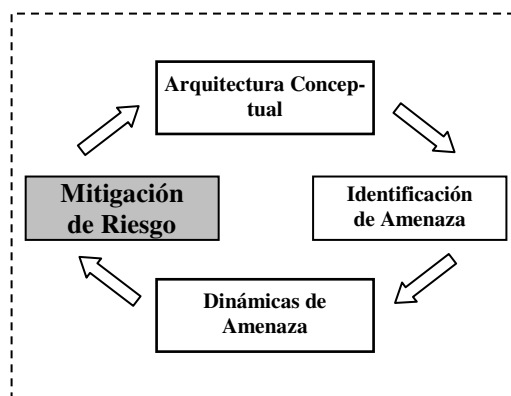 Arquitectura Concep-
tual
Mitigación
de Riesgo
Identificación
de Amenaza
Dinámicas de
Amenaza